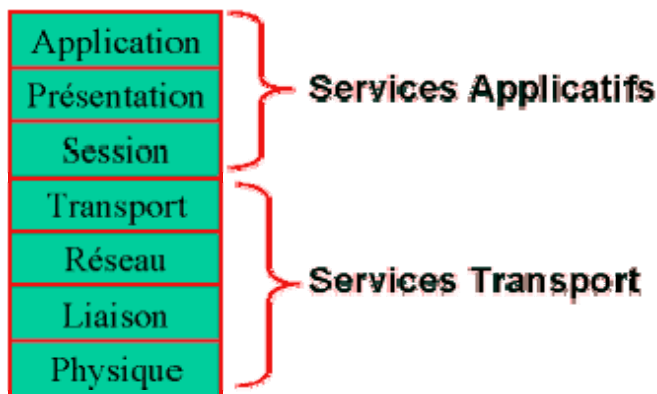 Application
Présentation
Session
Transport
Réseau
Liaison
Physique
Services Applicatifs
Services Transport